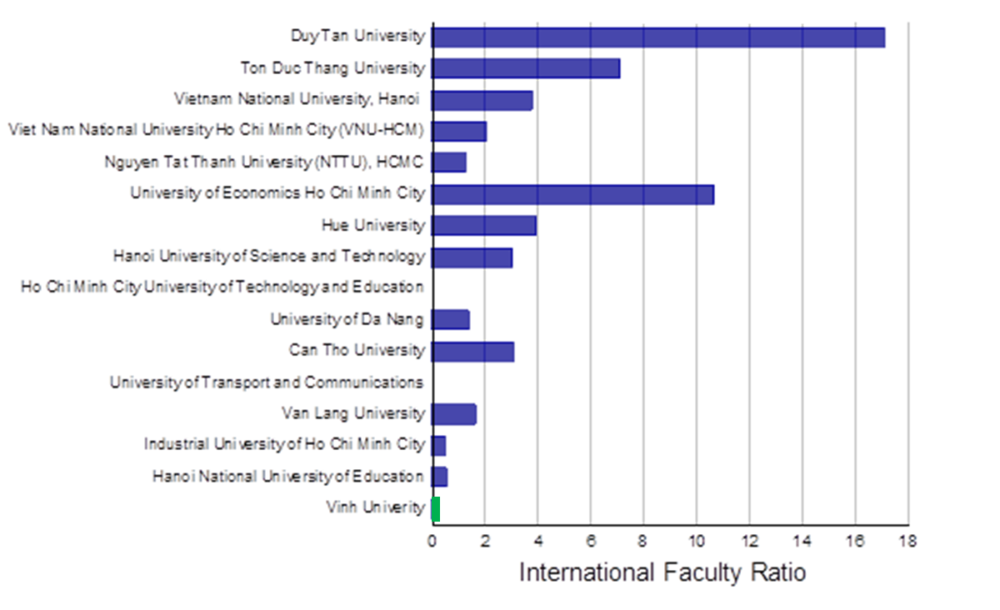 Duy Tan University
Ton Duc Thang University
Vietnam National University, Hanoi
Viet Nam National University Ho Chi Minh City (VNU-HCM)
Nguyen Tat Thanh University (NTTU), HCMC
University of Economics Ho Chi Minh City
Hue University
Hanoi University of Science and Technology
Ho Chi Minh City University of Technology and Education
University of Da Nang
Can Tho University
University of Transport and Communications
Van Lang University
Industrial University of Ho Chi Minh City
Hanoi National University of Education
Vinh Univerity
0 2 4 6 8 10 12 14 16 18
International Faculty Ratio